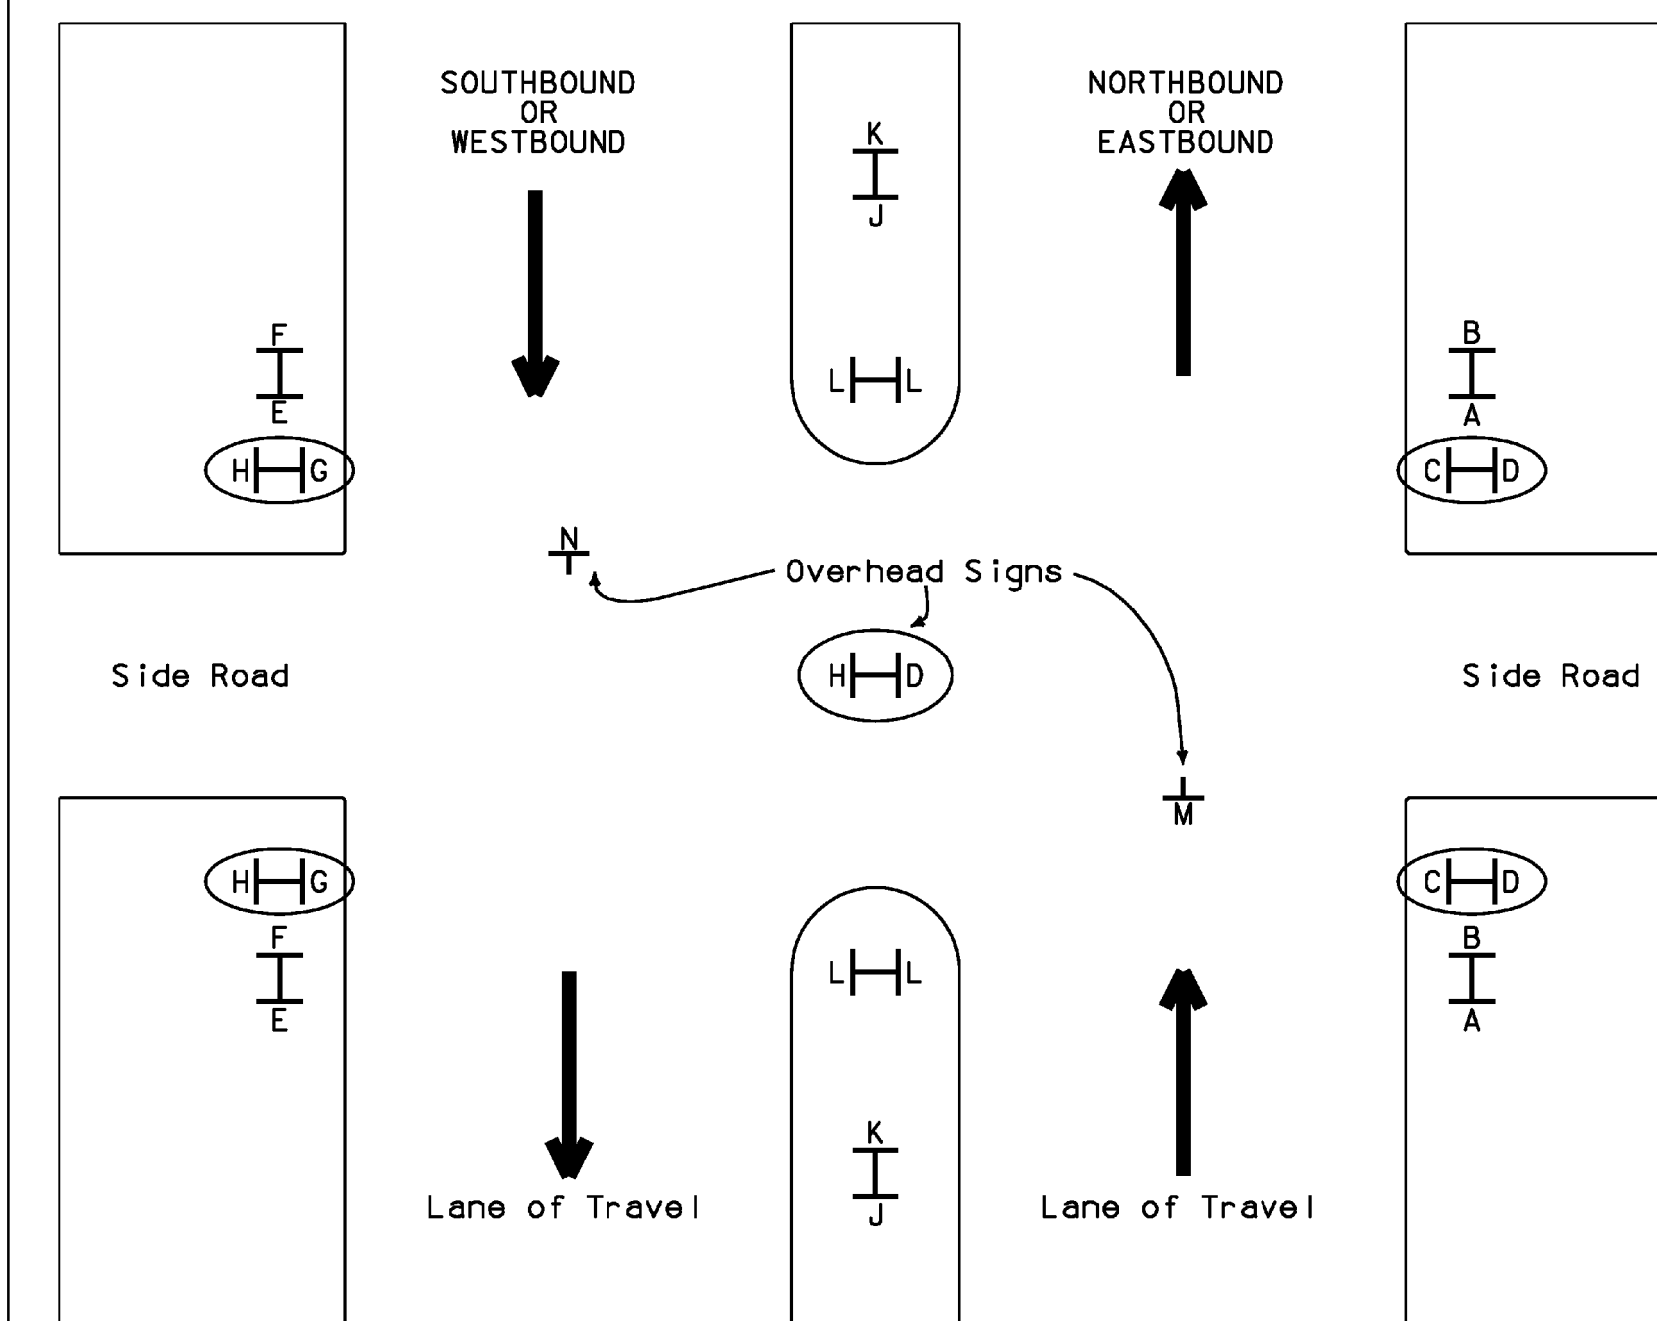 SOUTHBOUND
OR
WESTBOUND
NORTHBOUND
OR
EASTBOUND
K
J
F
E
B
A
L L
H G
C D
N
Overhead Signs
Side Road
H D
Side Road
M
H G
C D
F
E
B
A
L L
K
J
Lane of Travel
Lane of Travel